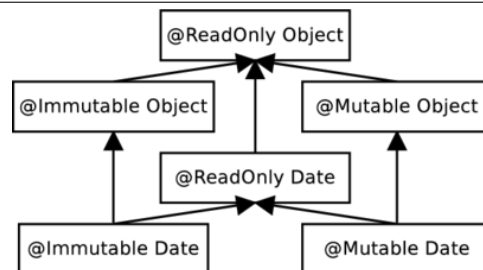 @ReadOnly Object
@Immutable Object
@Mutable Object
@ReadOnly Date
@Immutable Date
@Mutable Date